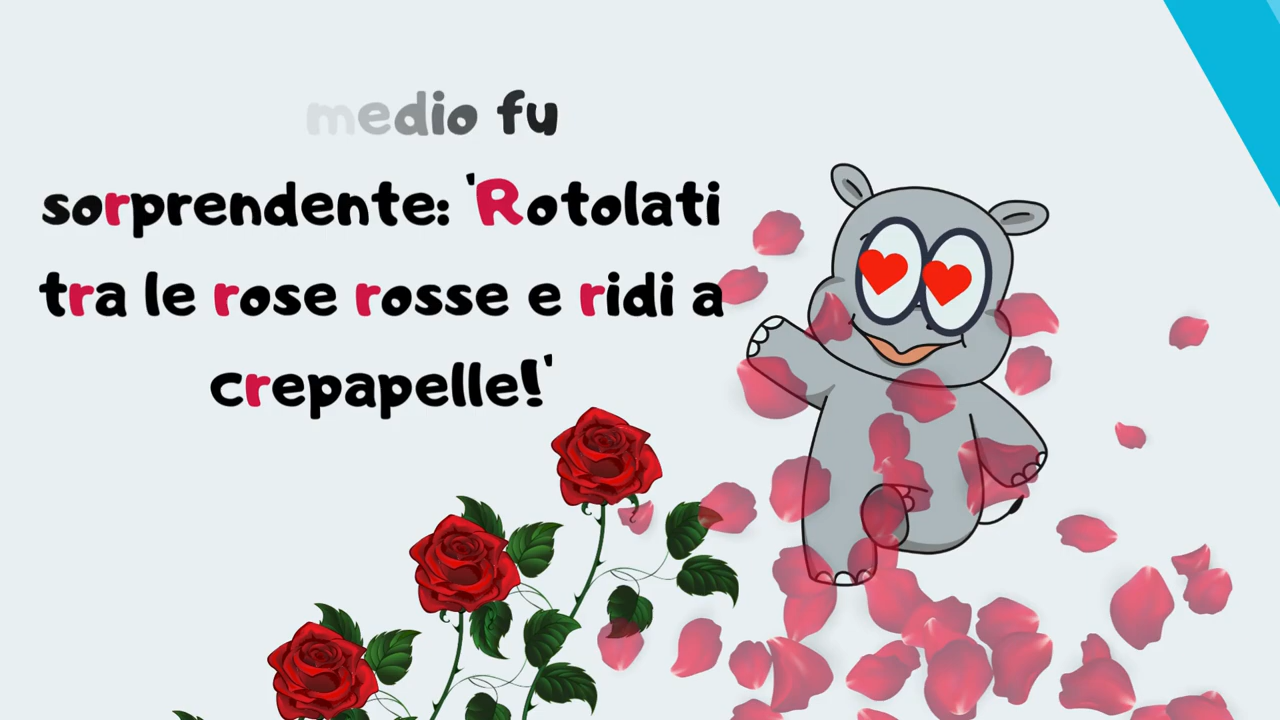 medio fu
sorprendente: 'Rotolati
tra le rose rosse e ridi a
crepapelle!'